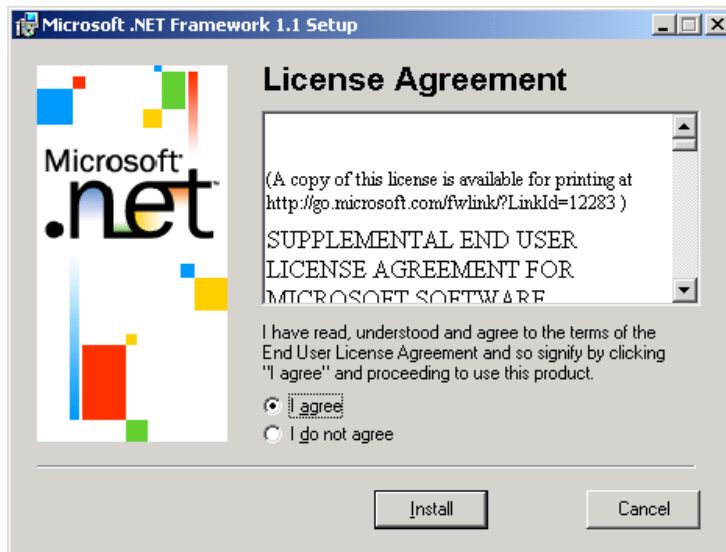 Microsoft .NET Framework 1.1 Setup
License Agreement
Microsoft
.net
(A copy of this license is available for printing at
http://go.microsoft.com/fwlink/?LinkId=12283 )
SUPPLEMENTAL END USER
LICENSE AGREEMENT FOR
MICROSOFT SOFTWARE
I have read, understood and agree to the terms of the
End User License Agreement and so signify by clicking
"I agree" and proceeding to use this product.
I agree
I do not agree
Install
Cancel